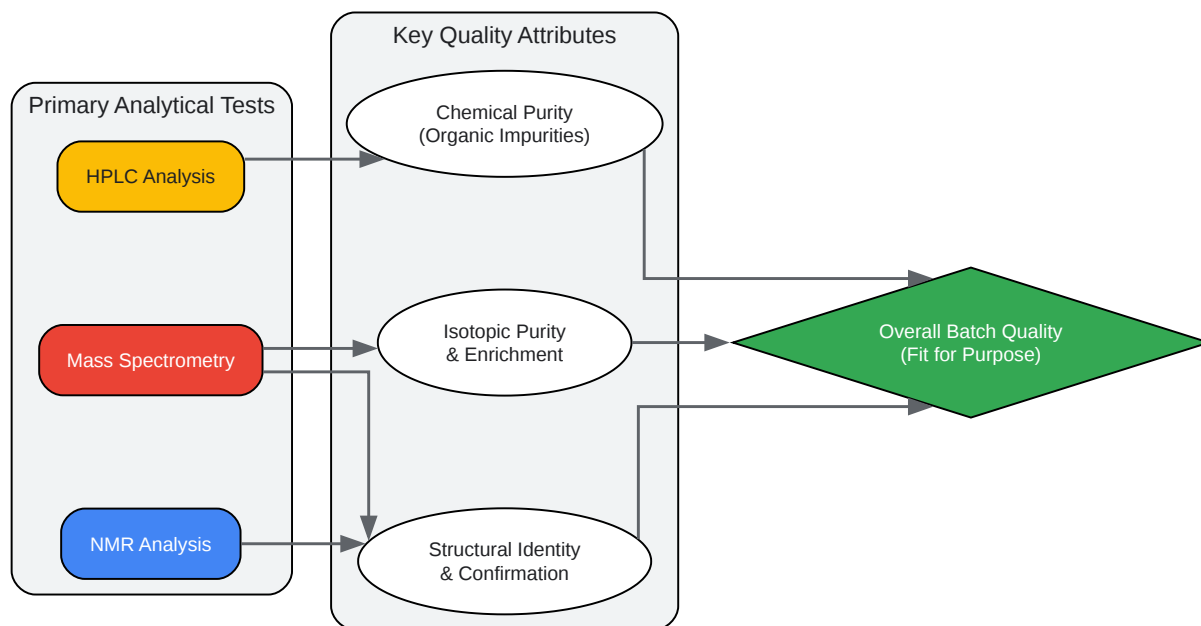 Key Quality Attributes
Primary Analytical Tests
Chemical Purity
(Organic Impurities)
HPLC Analysis
Isotopic Purity
& Enrichment
Mass Spectrometry
Overall Batch Quality
(Fit for Purpose)
NMR Analysis
Structural Identity
& Confirmation